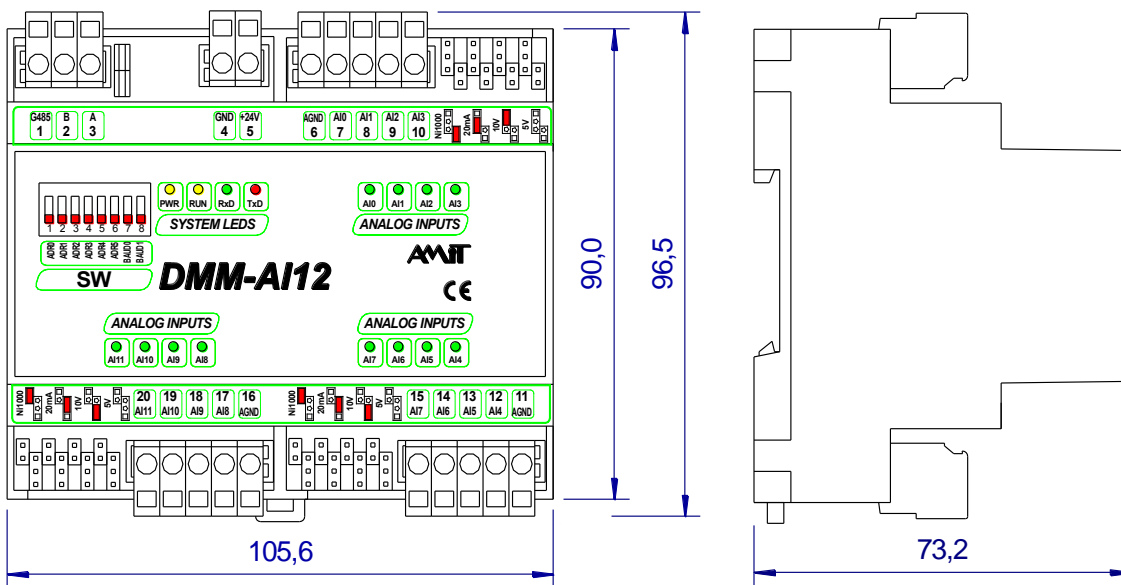 G485 B A GND +24V AGND AI0 AI1 AI2 AI3
1 2 3 4 5 6 7 8 9 10
Ni1000 20mA 10V 5V
PWR RUN RxD TxD
SYSTEM LEDS
AI0 AI1 AI2 AI3
ANALOG INPUTS
1 2 3 4 5 6 7 8
ADR0 ADR1 ADR2 ADR3 ADR4 ADR5 BAUD0 BAUD1
SW
DMM-AI12
AMiT
CE
ANALOG INPUTS
AI11 AI10 AI9 AI8
ANALOG INPUTS
AI7 AI6 AI5 AI4
Ni1000 20mA 10V 5V
20 19 18 17 16
AI11 AI10 AI9 AI8 AGND
Ni1000 20mA 10V 5V
15 14 13 12 11
AI7 AI6 AI5 AI4 AGND
90,0
96,5
105,6
73,2